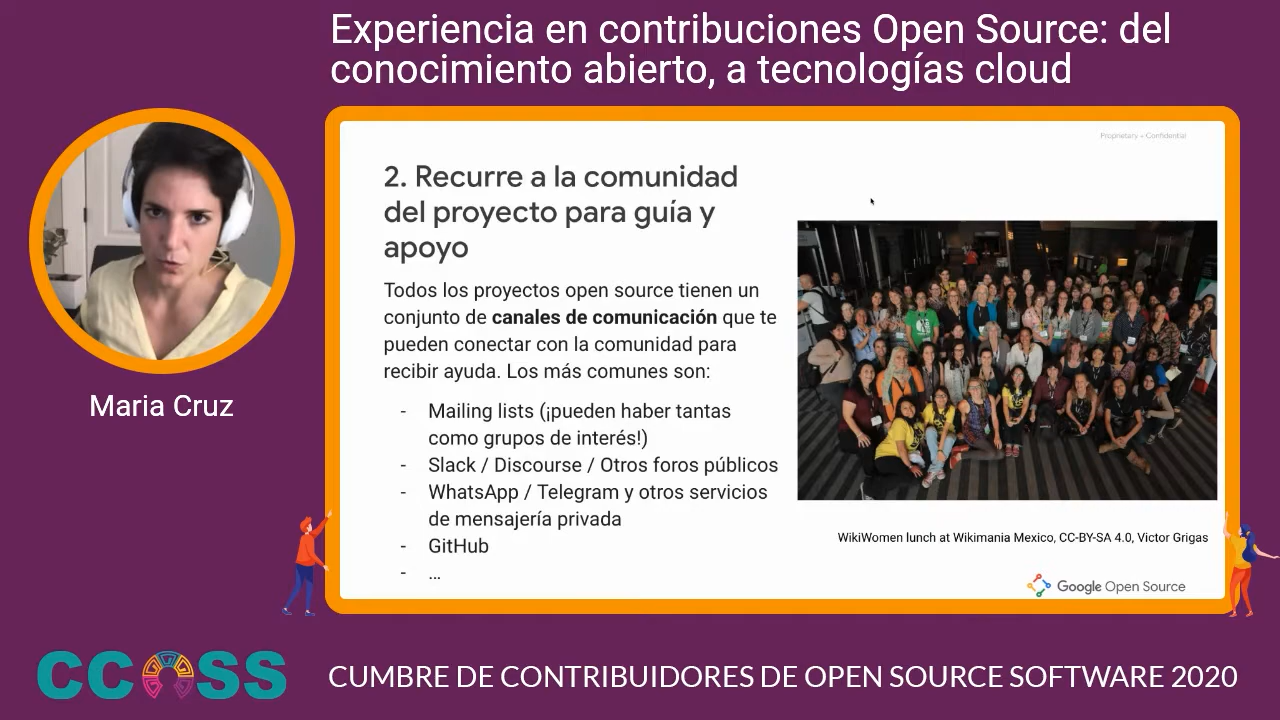 Experiencia en contribuciones Open Source: del
conocimiento abierto, a tecnologías cloud
Proprietary + Confidential
2. Recurre a la comunidad
del proyecto para guía y
apoyo
Todos los proyectos open source tienen un
conjunto de canales de comunicación que te
pueden conectar con la comunidad para
recibir ayuda. Los más comunes son:
- Mailing lists (¡pueden haber tantas
como grupos de interés!)
- Slack / Discourse / Otros foros públicos
- WhatsApp / Telegram y otros servicios
de mensajería privada
- GitHub
- ...
WikiWomen lunch at Wikimania Mexico, CC-BY-SA 4.0, Victor Grigas
Google Open Source
Maria Cruz
CCOSS
CUMBRE DE CONTRIBUIDORES DE OPEN SOURCE SOFTWARE 2020